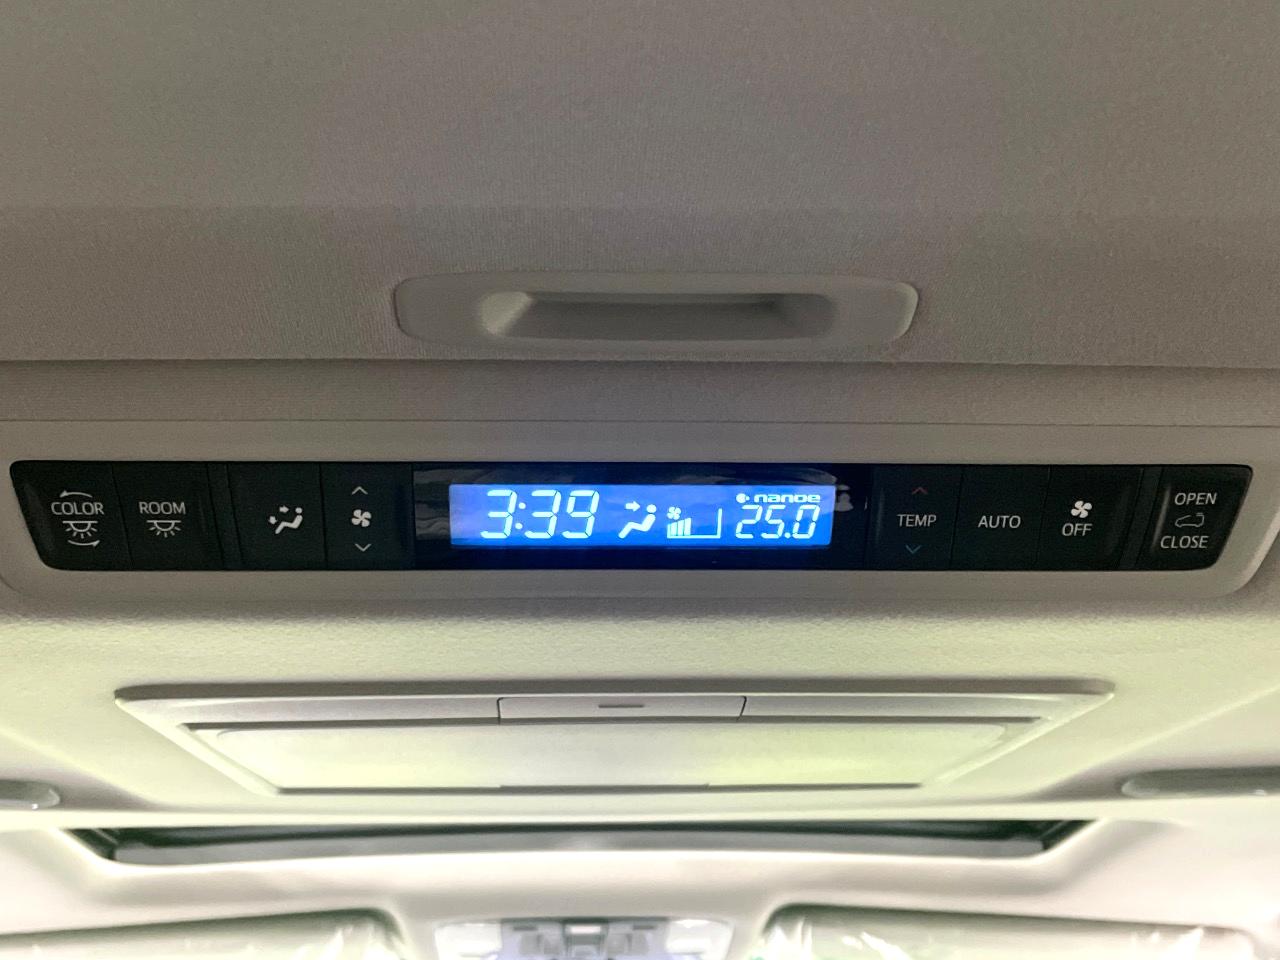 COLOR
ROOM
3:39
nanoe
25.0
TEMP
AUTO
OFF
OPEN
CLOSE